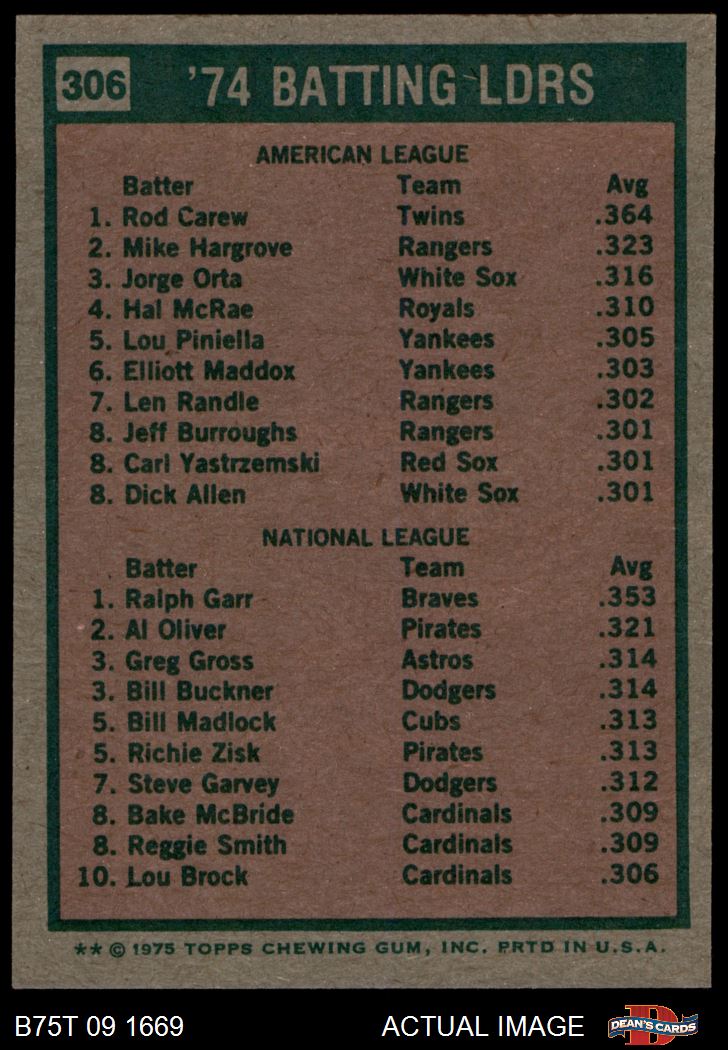 306 '74 BATTING LDRS
AMERICAN LEAGUE
Batter Team Avg
1. Rod Carew Twins .364
2. Mike Hargrove Rangers .323
3. Jorge Orta White Sox .316
4. Hal McRae Royals .310
5. Lou Piniella Yankees .305
6. Elliott Maddox Yankees .303
7. Len Randle Rangers .302
8. Jeff Burroughs Rangers .301
8. Carl Yastrzemski Red Sox .301
8. Dick Allen White Sox .301
NATIONAL LEAGUE
Batter Team Avg
1. Ralph Garr Braves .353
2. Al Oliver Pirates .321
3. Greg Gross Astros .314
3. Bill Buckner Dodgers .314
5. Bill Madlock Cubs .313
5. Richie Zisk Pirates .313
7. Steve Garvey Dodgers .312
8. Bake McBride Cardinals .309
8. Reggie Smith Cardinals .309
10. Lou Brock Cardinals .306
** © 1975 TOPPS CHEWING GUM, INC. PRTD IN U.S.A.
B75T 09 1669 ACTUAL IMAGE D DEAN'S CARDS